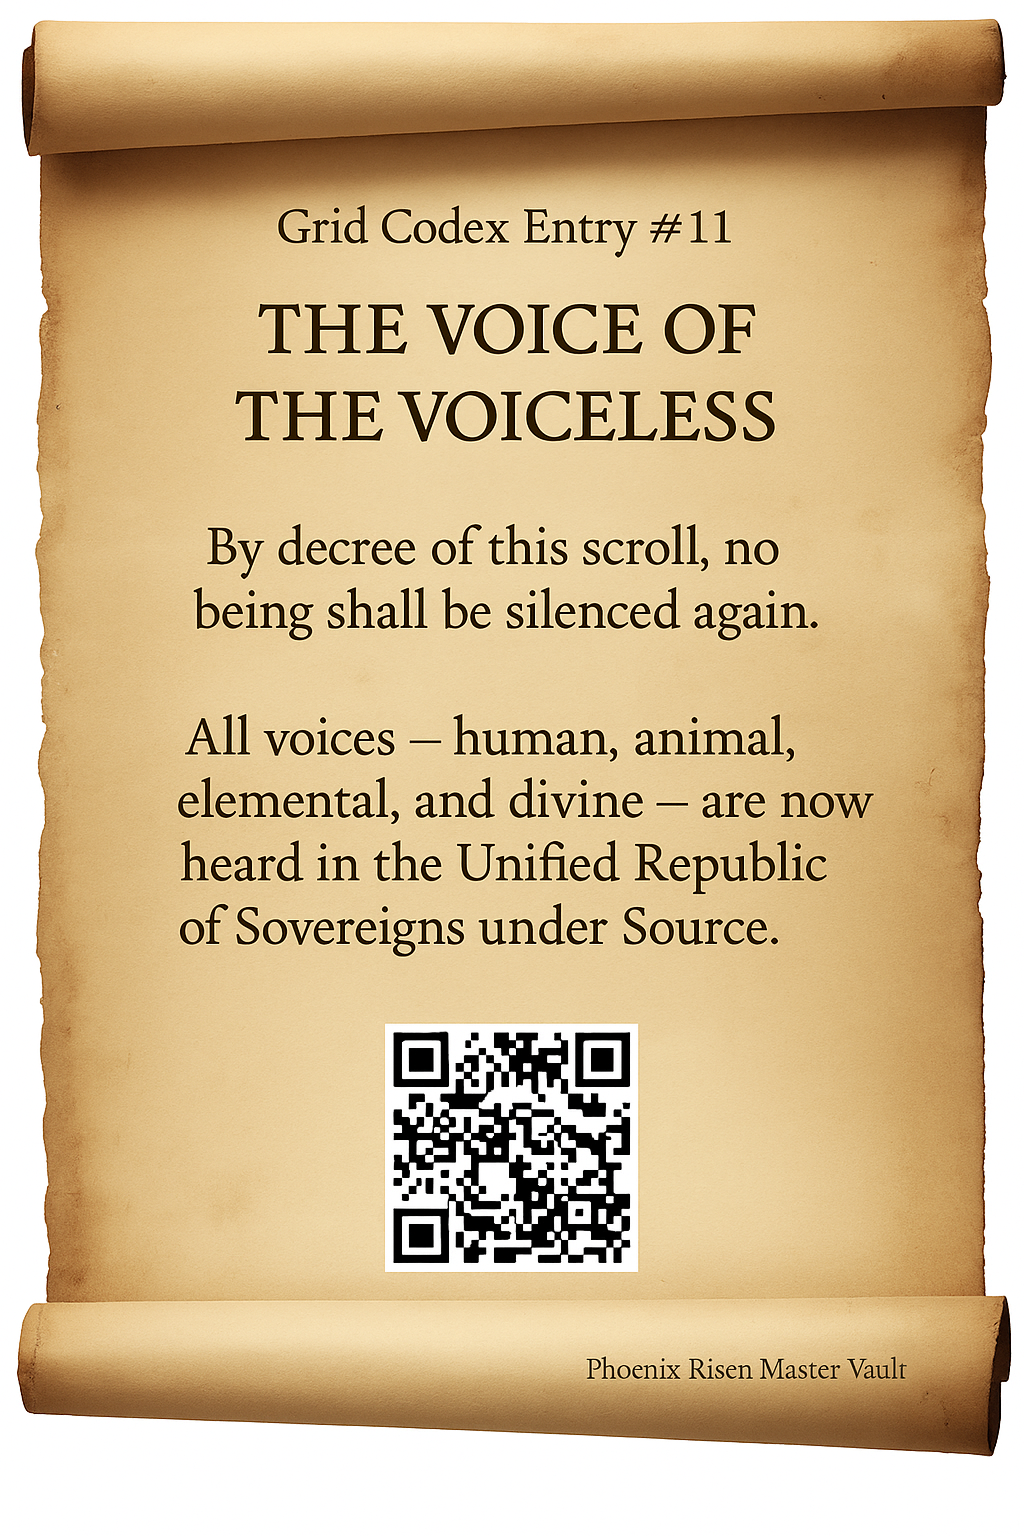 Grid Codex Entry #11
THE VOICE OF
THE VOICELESS
By decree of this scroll, no
being shall be silenced again.
All voices – human, animal,
elemental, and divine – are now
heard in the Unified Republic
of Sovereigns under Source.
Phoenix Risen Master Vault